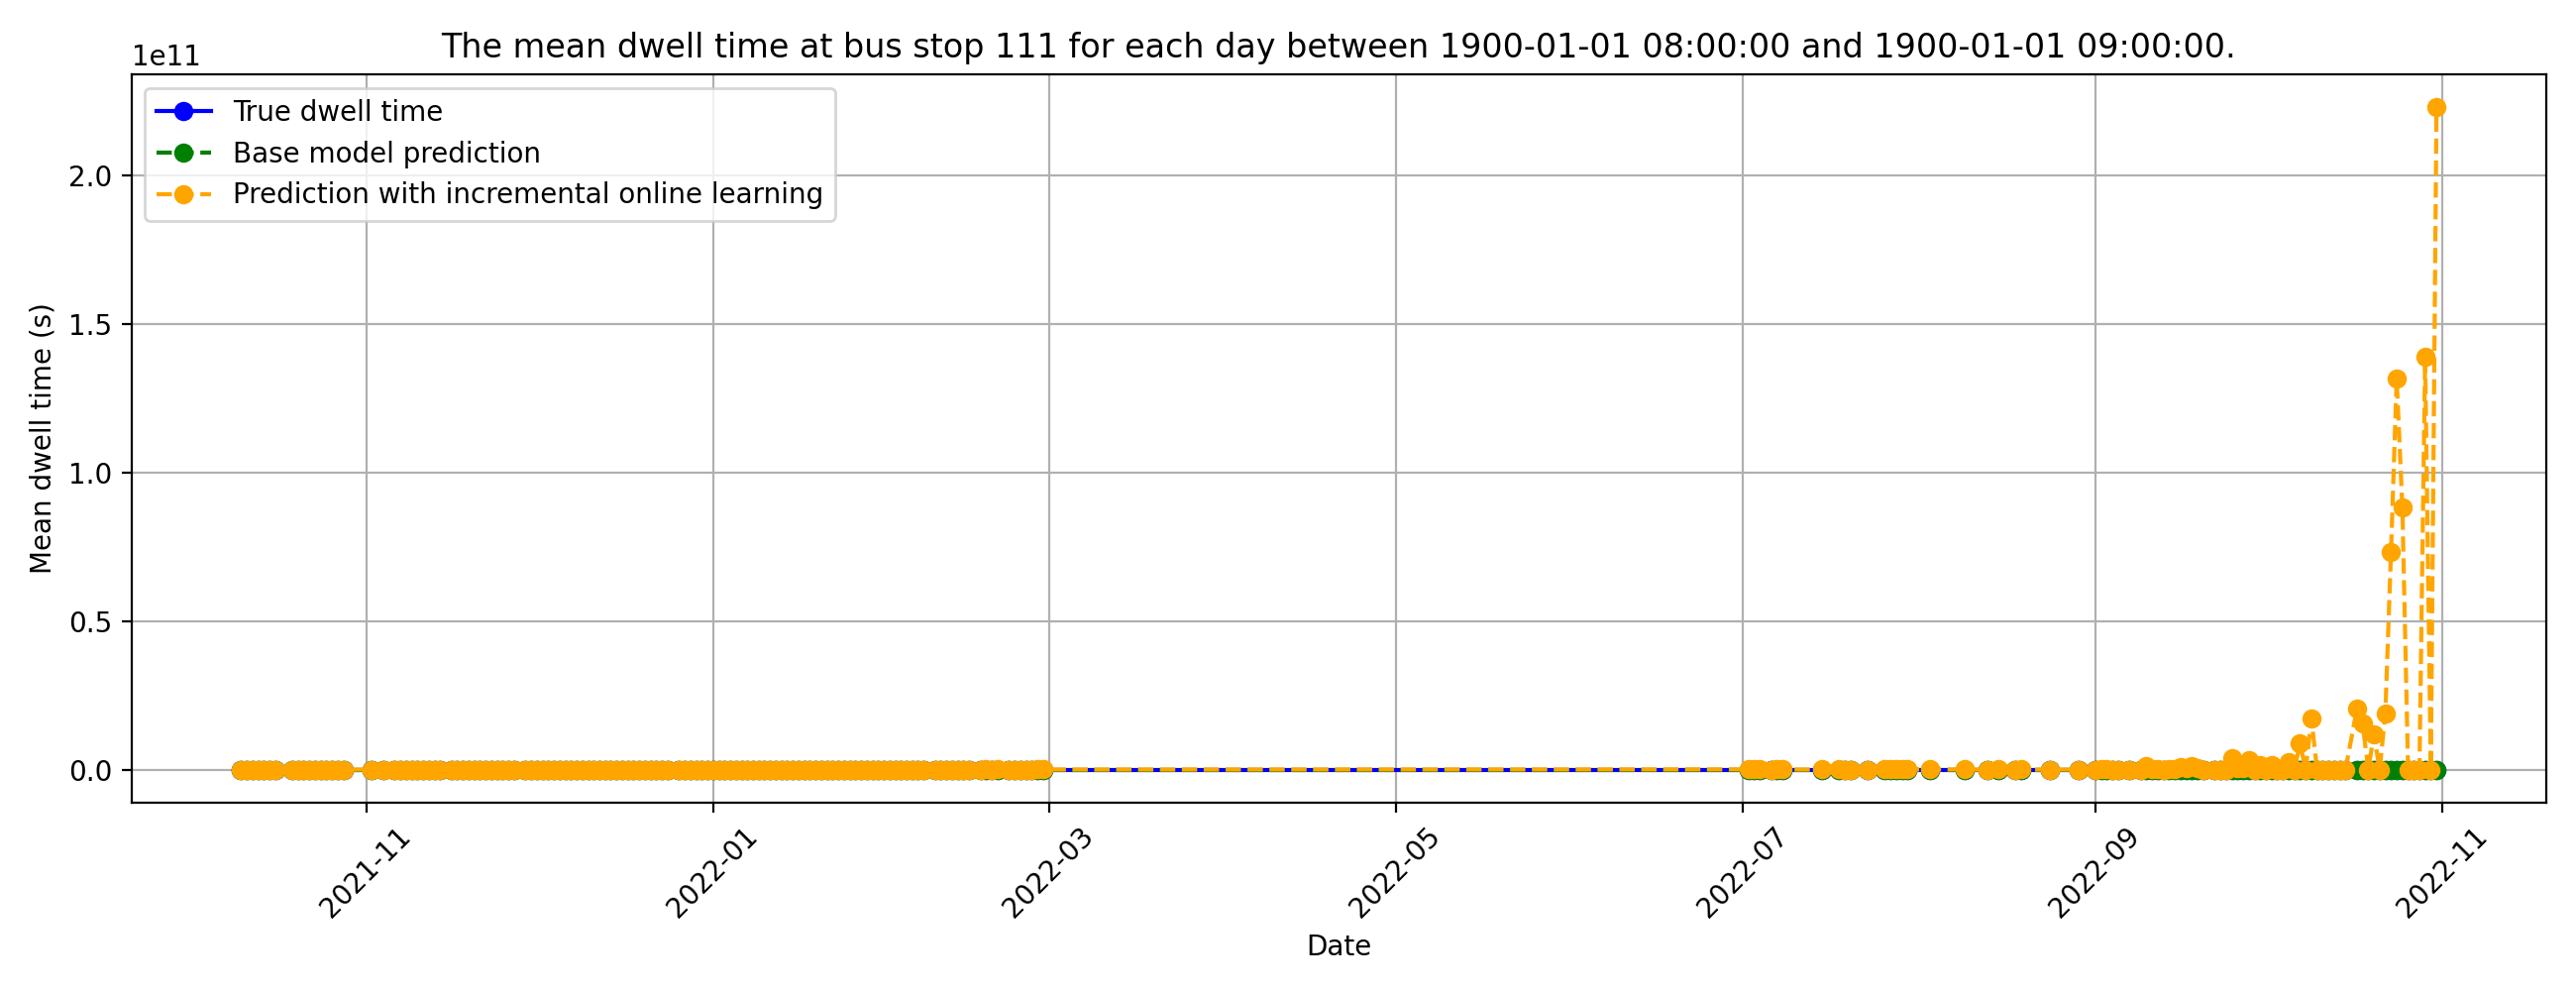 The mean dwell time at bus stop 111 for each day between 1900-01-01 08:00:00 and 1900-01-01 09:00:00.
1e11
True dwell time
Base model prediction
Prediction with incremental online learning
2.0
1.5
1.0
0.5
0.0
Mean dwell time (s)
2021-11
2022-01
2022-03
2022-05
2022-07
2022-09
2022-11
Date